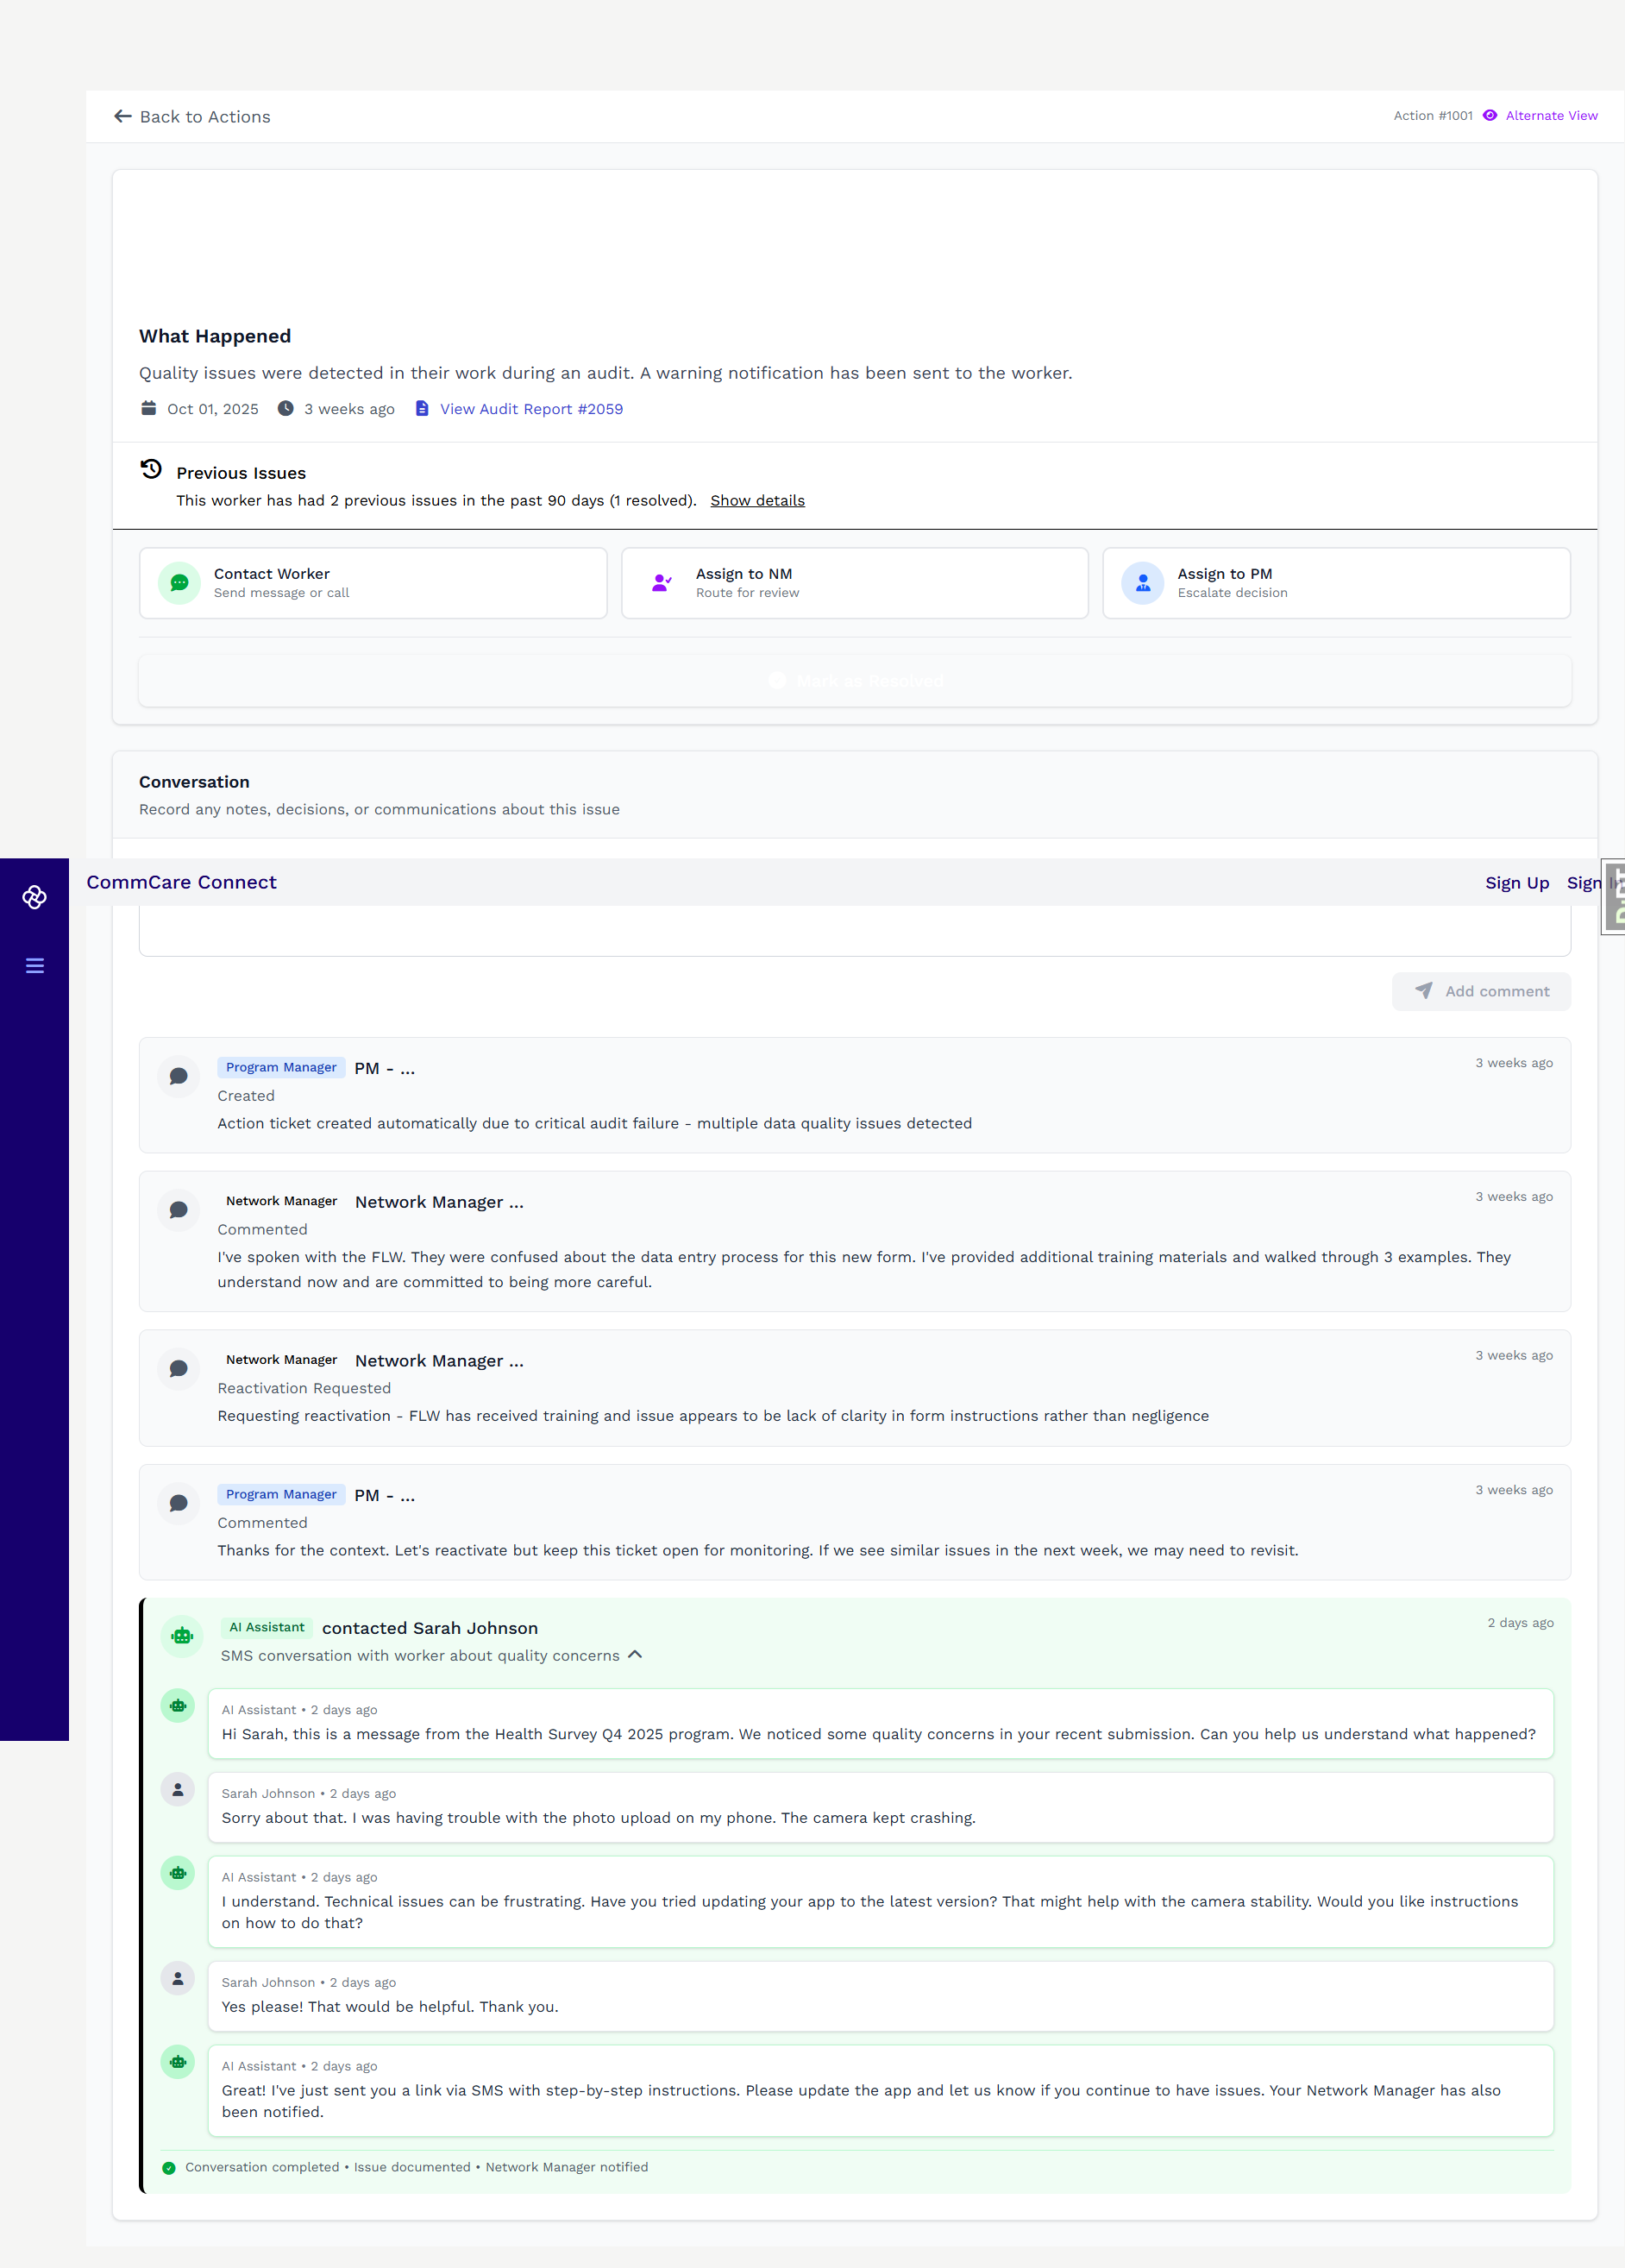 Back to Actions
Action #1001 Alternate View
What Happened
Quality issues were detected in their work during an audit. A warning notification has been sent to the worker.
Oct 01, 2025 3 weeks ago View Audit Report #2059
Previous Issues
This worker has had 2 previous issues in the past 90 days (1 resolved). Show details
Contact Worker
Send message or call
Assign to NM
Route for review
Assign to PM
Escalate decision
Mark as Resolved
Conversation
Record any notes, decisions, or communications about this issue
CommCare Connect
Sign Up Sign In
Add comment
Program Manager PM - ...
3 weeks ago
Created
Action ticket created automatically due to critical audit failure - multiple data quality issues detected
Network Manager Network Manager ...
3 weeks ago
Commented
I've spoken with the FLW. They were confused about the data entry process for this new form. I've provided additional training materials and walked through 3 examples. They
understand now and are committed to being more careful.
Network Manager Network Manager ...
3 weeks ago
Reactivation Requested
Requesting reactivation - FLW has received training and issue appears to be lack of clarity in form instructions rather than negligence
Program Manager PM - ...
3 weeks ago
Commented
Thanks for the context. Let's reactivate but keep this ticket open for monitoring. If we see similar issues in the next week, we may need to revisit.
AI Assistant contacted Sarah Johnson
2 days ago
SMS conversation with worker about quality concerns
AI Assistant • 2 days ago
Hi Sarah, this is a message from the Health Survey Q4 2025 program. We noticed some quality concerns in your recent submission. Can you help us understand what happened?
Sarah Johnson • 2 days ago
Sorry about that. I was having trouble with the photo upload on my phone. The camera kept crashing.
AI Assistant • 2 days ago
I understand. Technical issues can be frustrating. Have you tried updating your app to the latest version? That might help with the camera stability. Would you like instructions
on how to do that?
Sarah Johnson • 2 days ago
Yes please! That would be helpful. Thank you.
AI Assistant • 2 days ago
Great! I've just sent you a link via SMS with step-by-step instructions. Please update the app and let us know if you continue to have issues. Your Network Manager has also
been notified.
Conversation completed • Issue documented • Network Manager notified